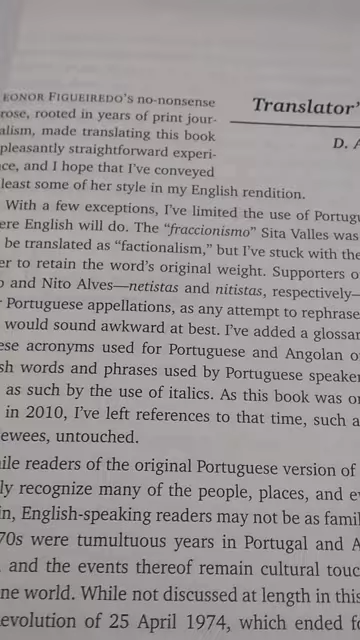 Translator'
D. A
EONOR FIGUEIREDO's no-nonsense
rose, rooted in years of print jour-
alism, made translating this book
pleasantly straightforward experi-
ce, and I hope that I've conveyed
least some of her style in my English rendition.
With a few exceptions, I've limited the use of Portugu
ere English will do. The "fraccionismo" Sita Valles was
be translated as "factionalism," but I've stuck with the
er to retain the word's original weight. Supporters o
o and Nito Alves—netistas and nitistas, respectively—
Portuguese appellations, as any attempt to rephrase
would sound awkward at best. I've added a glossar
ese acronyms used for Portuguese and Angolan o
sh words and phrases used by Portuguese speaker
as such by the use of italics. As this book was or
in 2010, I've left references to that time, such a
ewees, untouched.
ile readers of the original Portuguese version of
ly recognize many of the people, places, and ev
in, English-speaking readers may not be as famil
70s were tumultuous years in Portugal and A
and the events thereof remain cultural touc
ne world. While not discussed at length in this
evolution of 25 April 1974, which ended fo